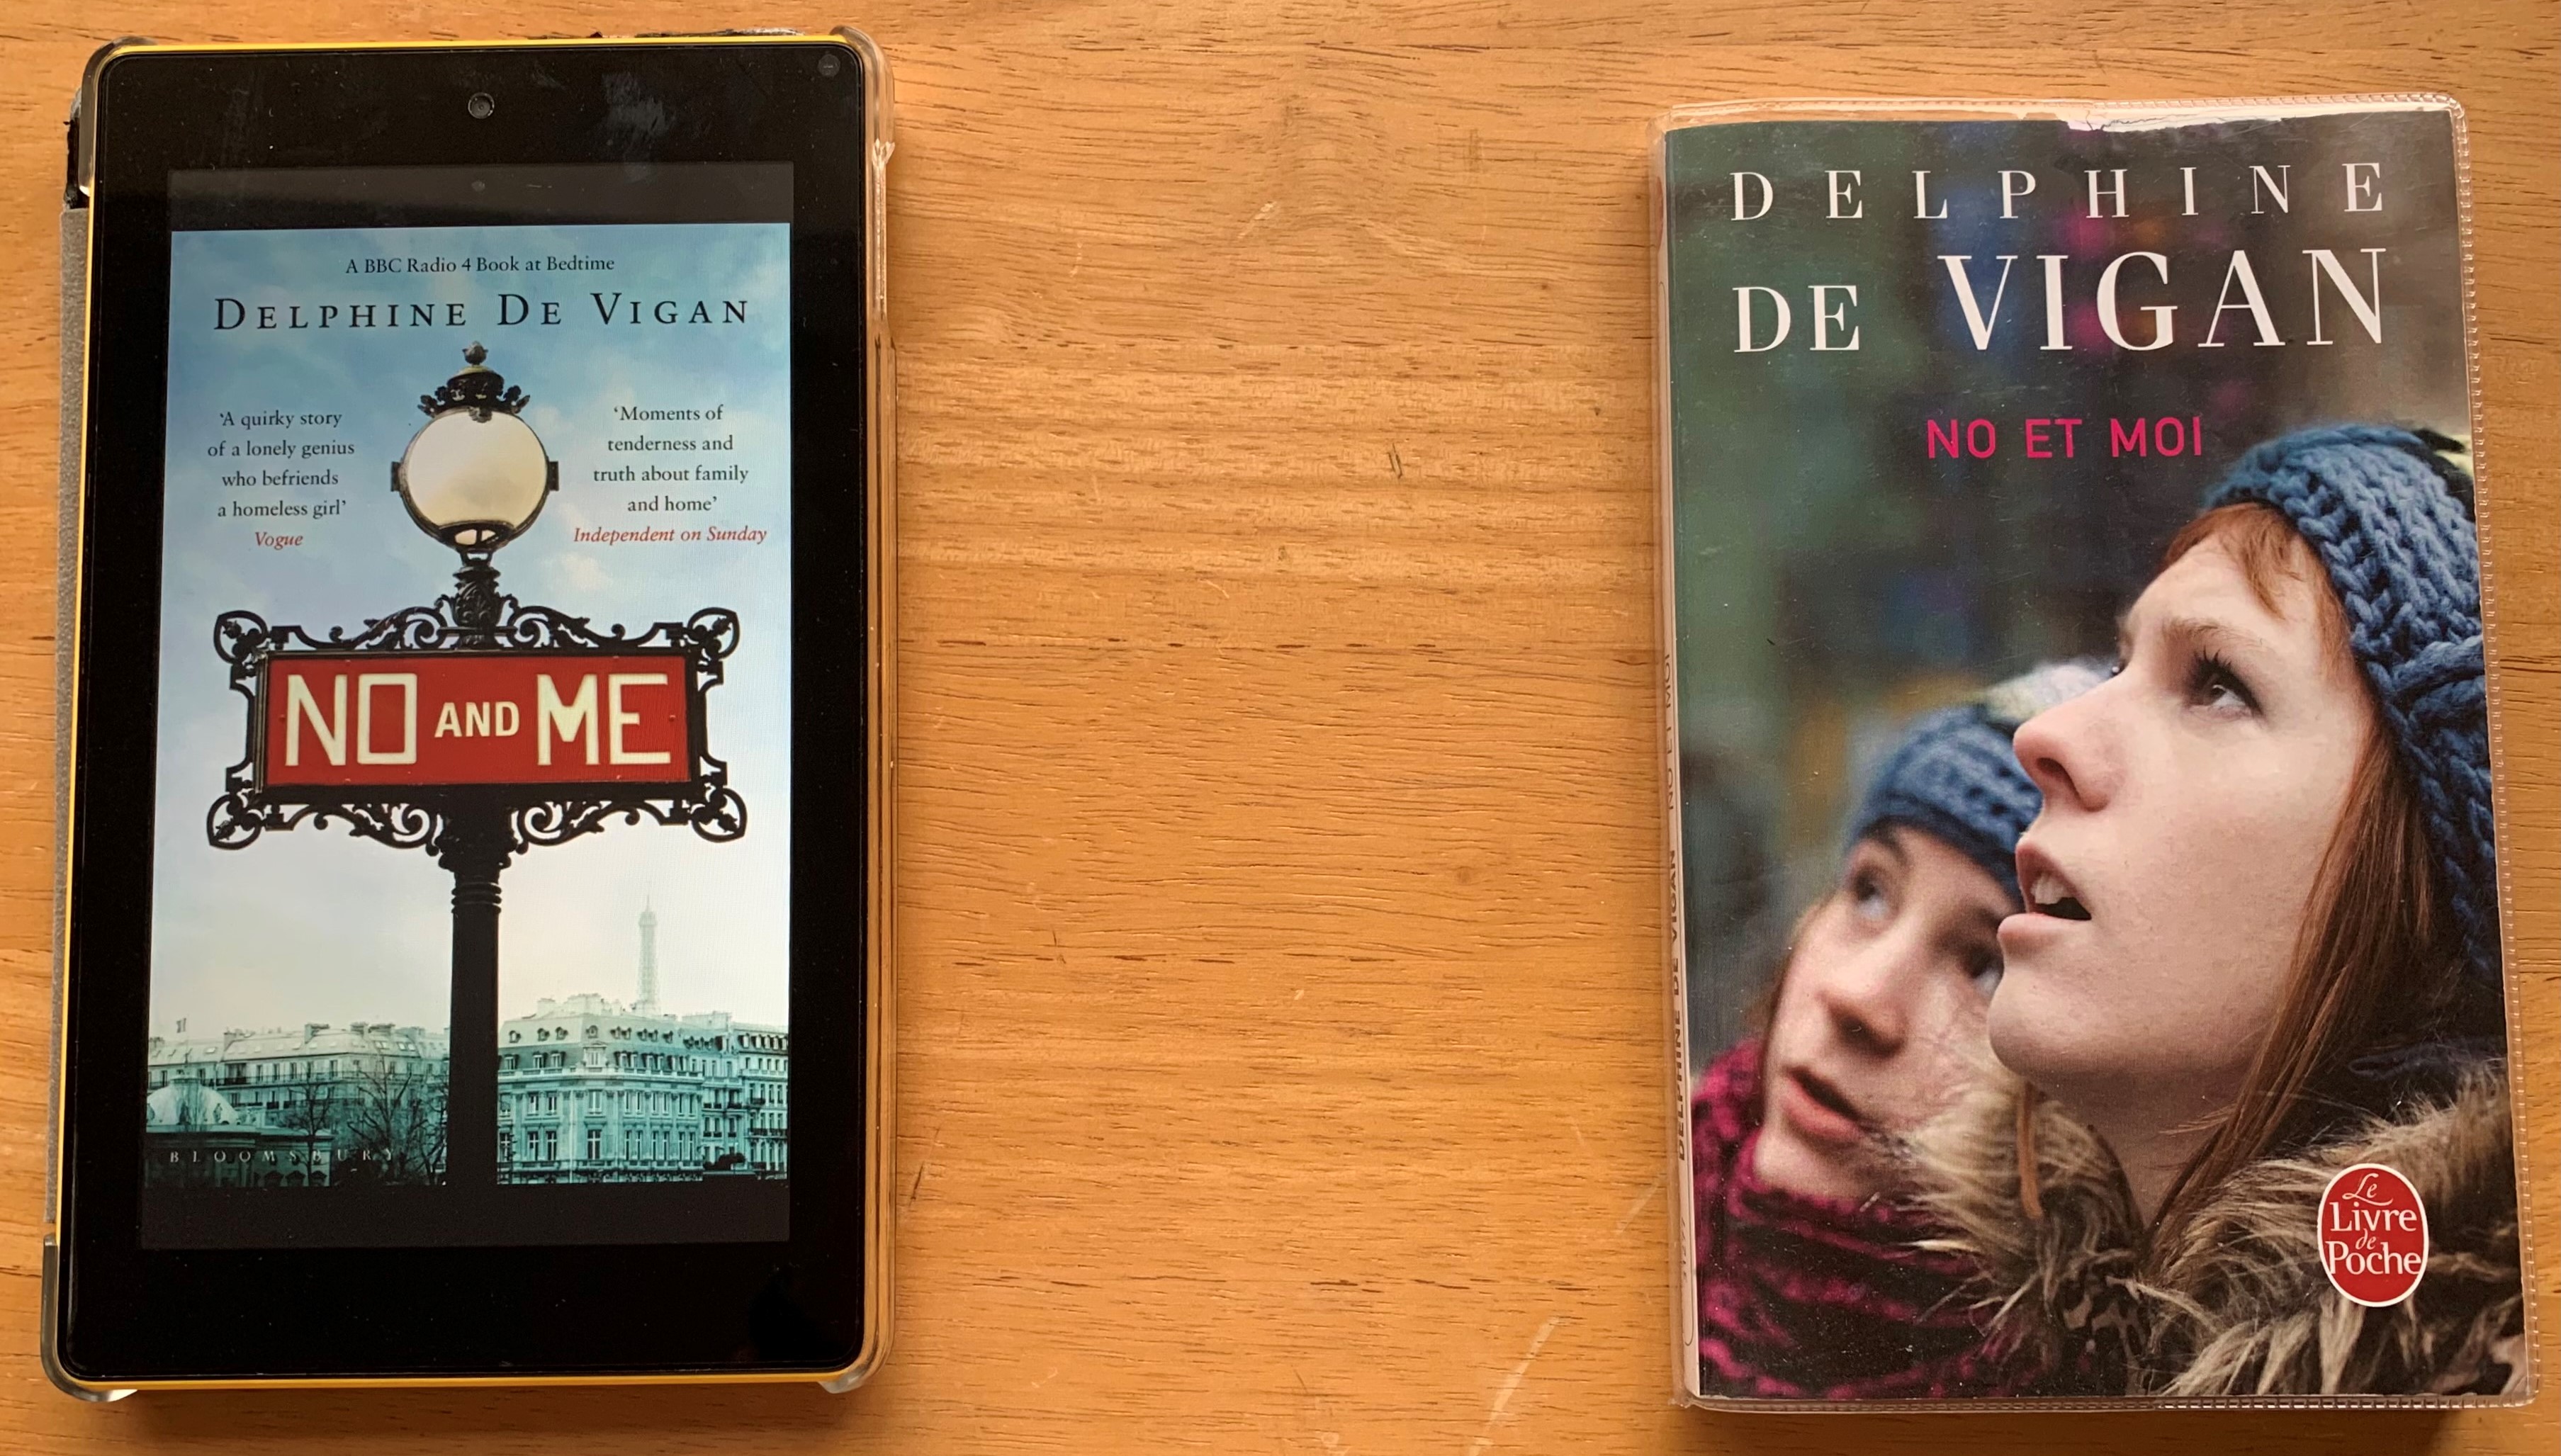 A BBC Radio 4 Book at Bedtime
DELPHINE DE VIGAN
‘A quirky story
of a lonely genius
who befriends
a homeless girl’
Vogue
‘Moments of
tenderness and
truth about family
and home’
Independent on Sunday
NO AND ME
BLOOMSBURY
DELPHINE
DE VIGAN
NO ET MOI
Le
Livre
de
Poche
DELPHINE DE VIGAN NO ET MOI